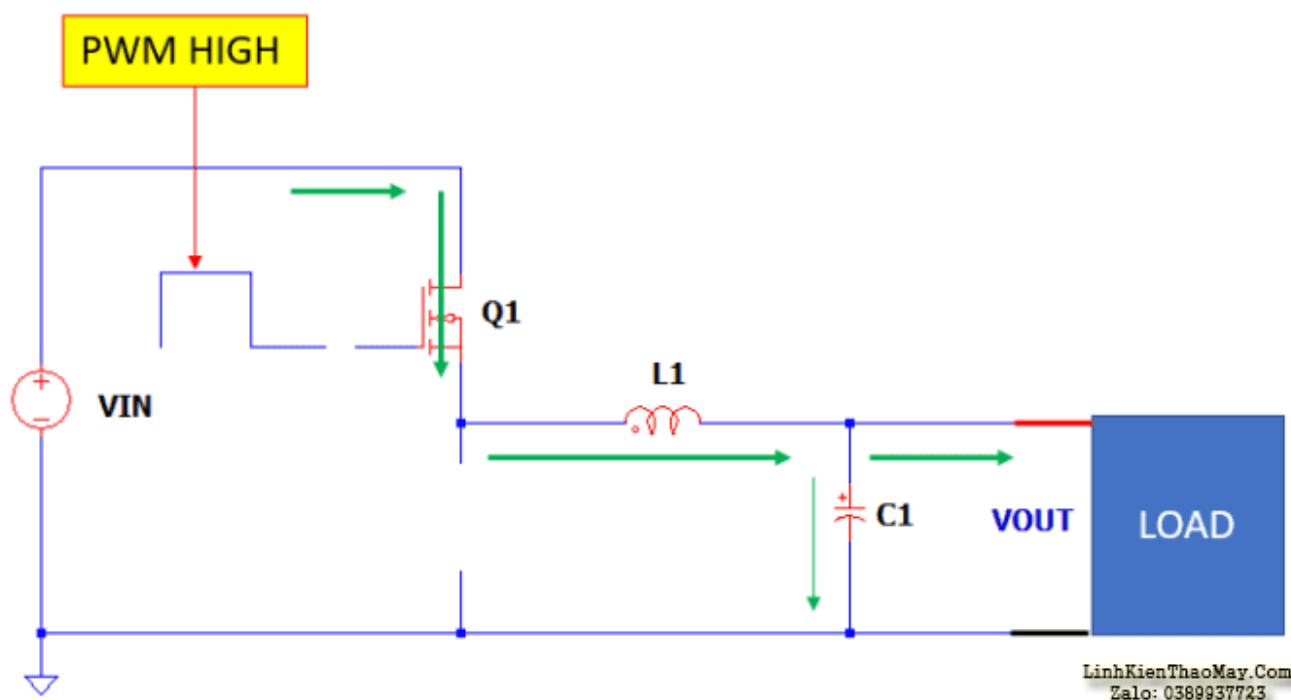 PWM HIGH
Q1
VIN
L1
C1
VOUT
LOAD
LinhKienThaoMay.Com
Zalo: 0389937723